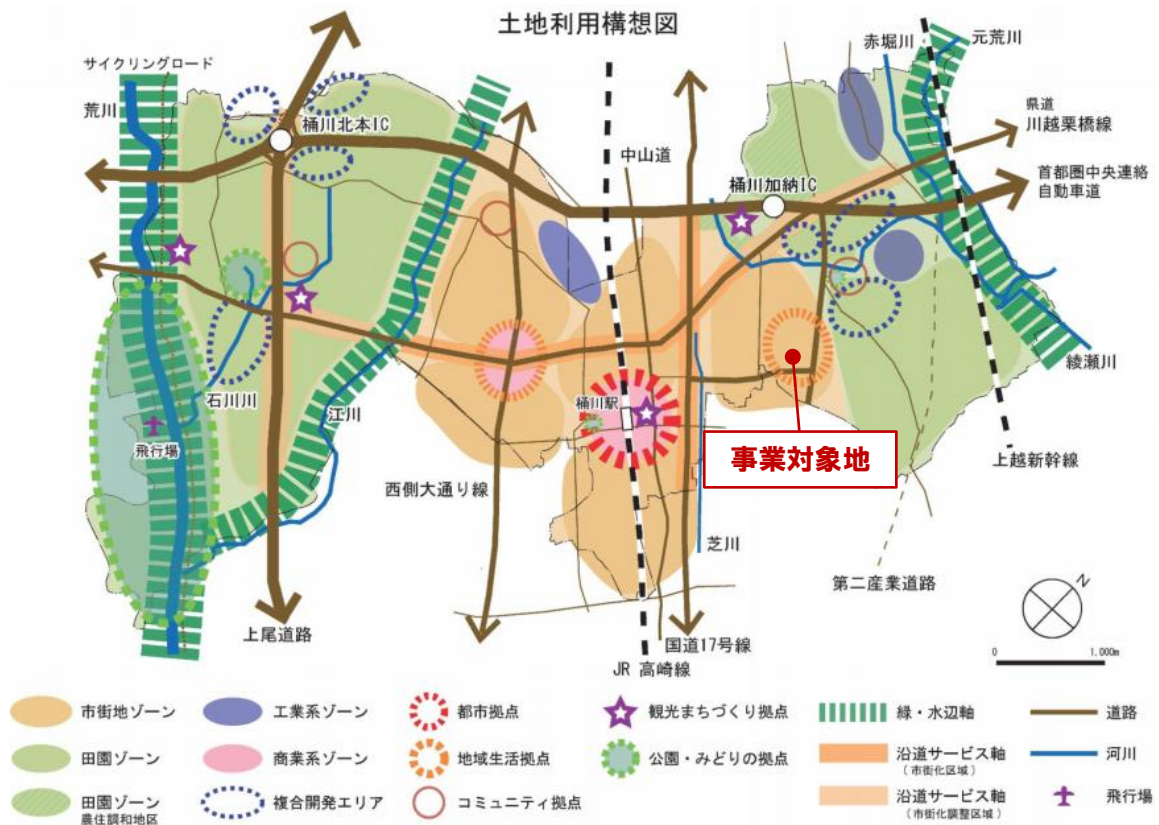 土地利用構想図
サイクリングロード
荒川
桶川北本IC
中山道
桶川加納IC
赤堀川
元荒川
県道
川越栗橋線
首都圏中央連絡
自動車道
石川川
江川
飛行場
桶川駅
西側大通り線
事業対象地
綾瀬川
上越新幹線
芝川
第二産業道路
上尾道路
国道17号線
JR 高崎線
N
0 1,000m
市街地ゾーン
工業系ゾーン
都市拠点
観光まちづくり拠点
緑・水辺軸
道路
田園ゾーン
商業系ゾーン
地域生活拠点
公園・みどりの拠点
沿道サービス軸
(市街化区域)
河川
田園ゾーン
農住調和地区
複合開発エリア
コミュニティ拠点
沿道サービス軸
(市街化調整区域)
飛行場